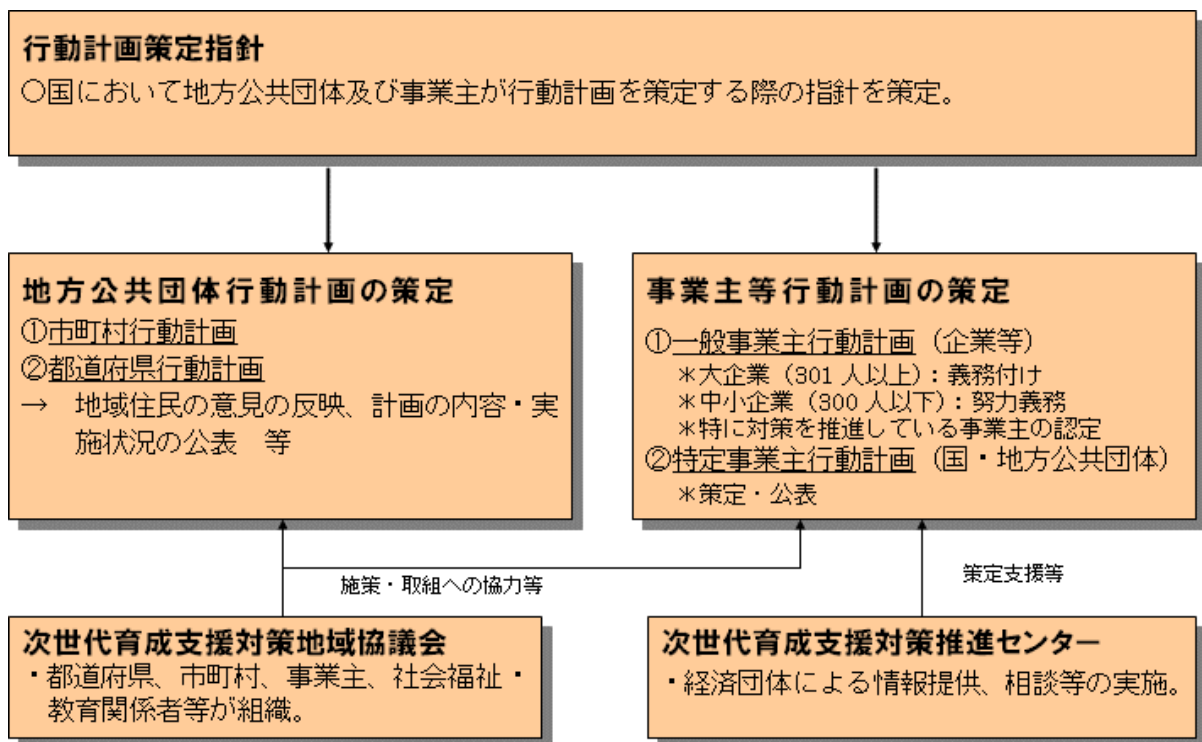 行動計画策定指針
○国において地方公共団体及び事業主が行動計画を策定する際の指針を策定。
地方公共団体行動計画の策定
①市町村行動計画
②都道府県行動計画
→ 地域住民の意見の反映、計画の内容・実
施状況の公表 等
事業主等行動計画の策定
①一般事業主行動計画（企業等）
＊大企業（301人以上）：義務付け
＊中小企業（300人以下）：努力義務
＊特に対策を推進している事業主の認定
②特定事業主行動計画（国・地方公共団体）
＊策定・公表
施策・取組への協力等
策定支援等
次世代育成支援対策地域協議会
・都道府県、市町村、事業主、社会福祉・
教育関係者等が組織。
次世代育成支援対策推進センター
・経済団体による情報提供、相談等の実施。